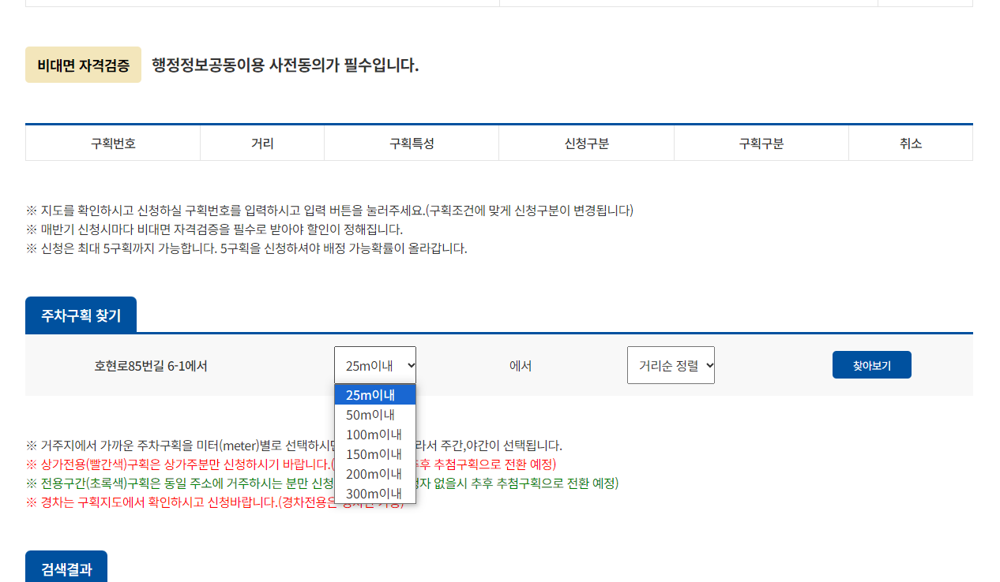 비대면 자격검증 행정정보공동이용 사전동의가 필수입니다.
구획번호 거리 구획특성 신청구분 구획구분 취소
※ 지도를 확인하시고 신청하실 구획번호를 입력하시고 입력 버튼을 눌러주세요.(구획조건에 맞게 신청구분이 변경됩니다)
※ 매반기 신청시마다 비대면 자격검증을 필수로 받아야 할인이 정해집니다.
※ 신청은 최대 5구획까지 가능합니다. 5구획을 신청하셔야 배정 가능확률이 올라갑니다.
주차구획 찾기
호현로85번길 6-1에서 25m이내 에서 거리순 정렬 찾아보기
25m이내
50m이내
100m이내
150m이내
200m이내
300m이내
※ 거주지에서 가까운 주차구획을 미터(meter)별로 선택하시 라서 주간,야간이 선택됩니다.
※ 상가전용(빨간색)구획은 상가주분만 신청하시기 바랍니다.( 추후 추첨구획으로 전환 예정)
※ 전용구간(초록색)구획은 동일 주소에 거주하시는 분만 신청 없을시 추후 추첨구획으로 전환 예정)
※ 경차는 구획지도에서 확인하시고 신청바랍니다.(경차전용은
검색결과